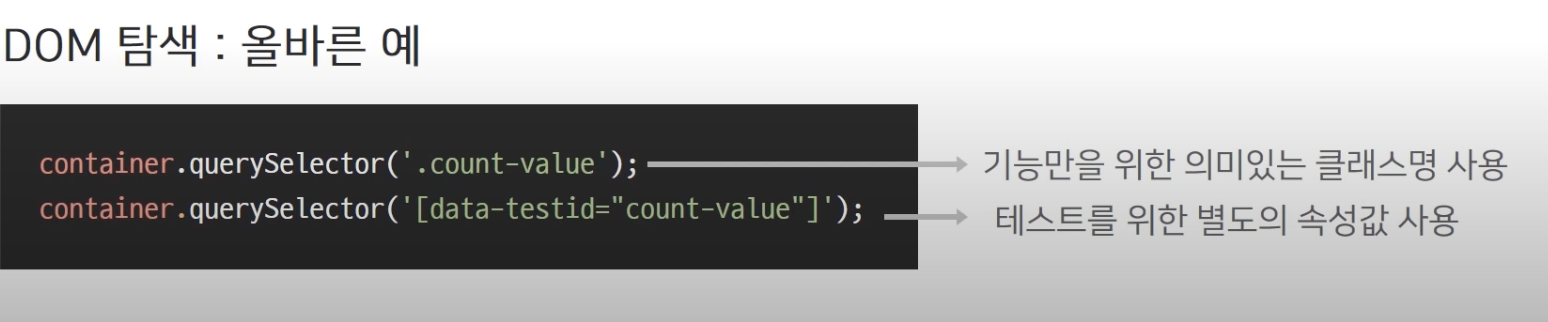 DOM 탐색 : 올바른 예
container.querySelector('.count-value'); 기능만을 위한 의미있는 클래스명 사용
container.querySelector('[data-testid="count-value"]'); 테스트를 위한 별도의 속성값 사용